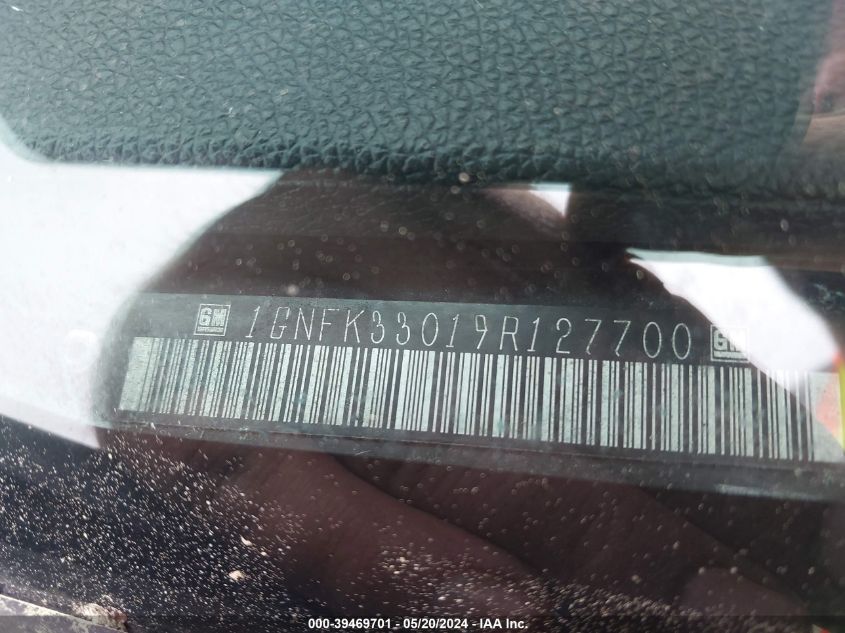 GM 1GNFK33019R127700 GM
000-39469701 / 05/20/2024 - IAA Inc.